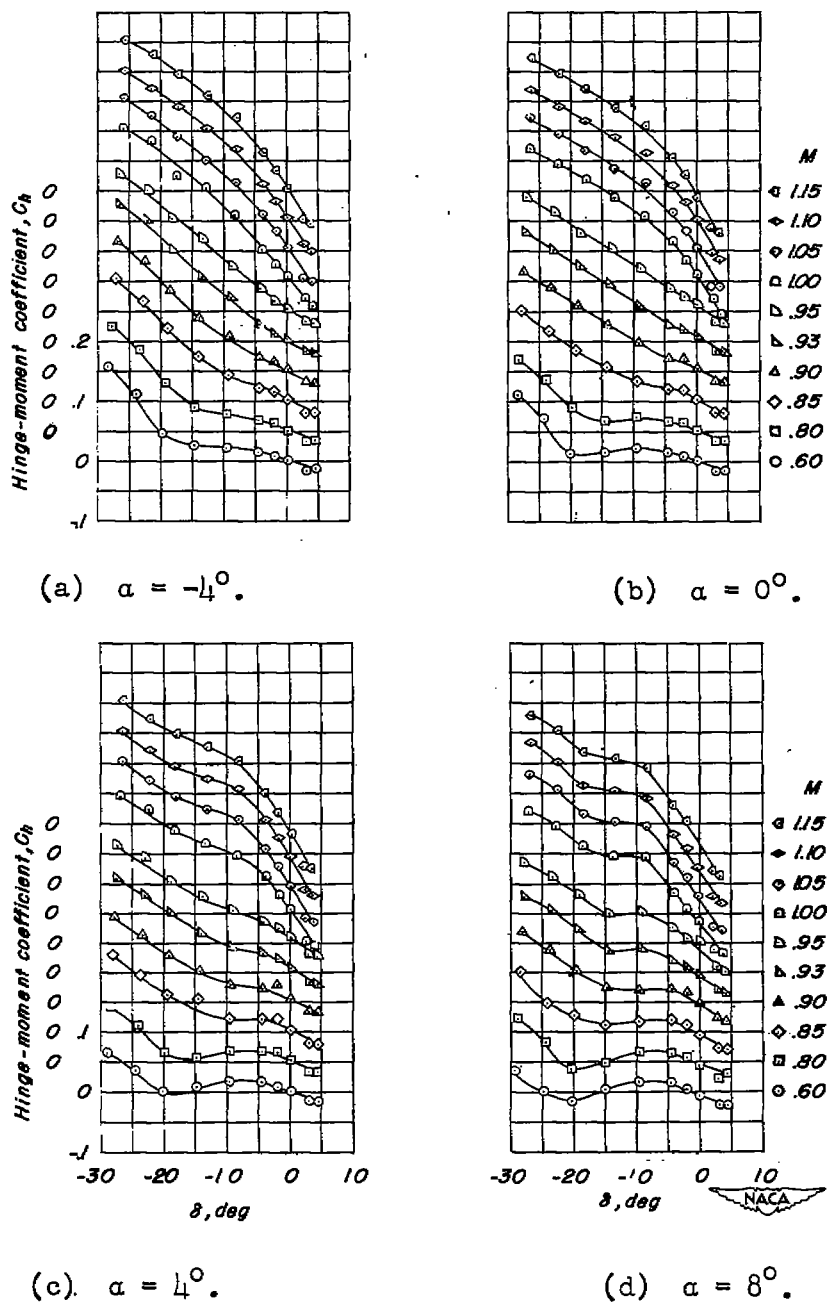 M
0 1.15
0 1.10
0 1.05
0 1.00
0 .95
.2 0 .93
0 .90
.1 0 .85
0 .80
0 .60
-.1
Hinge-moment coefficient, Ch
(a) α = -4°.
(b) α = 0°.
M
0 1.15
0 1.10
0 1.05
0 1.00
0 .95
0 .93
0 .90
.1 0 .85
0 .80
0 .60
-.1
Hinge-moment coefficient, Ch
-30 -20 -10 0 10
-30 -20 -10 0 10
δ, deg
δ, deg
NACA
(c). α = 4°.
(d) α = 8°.